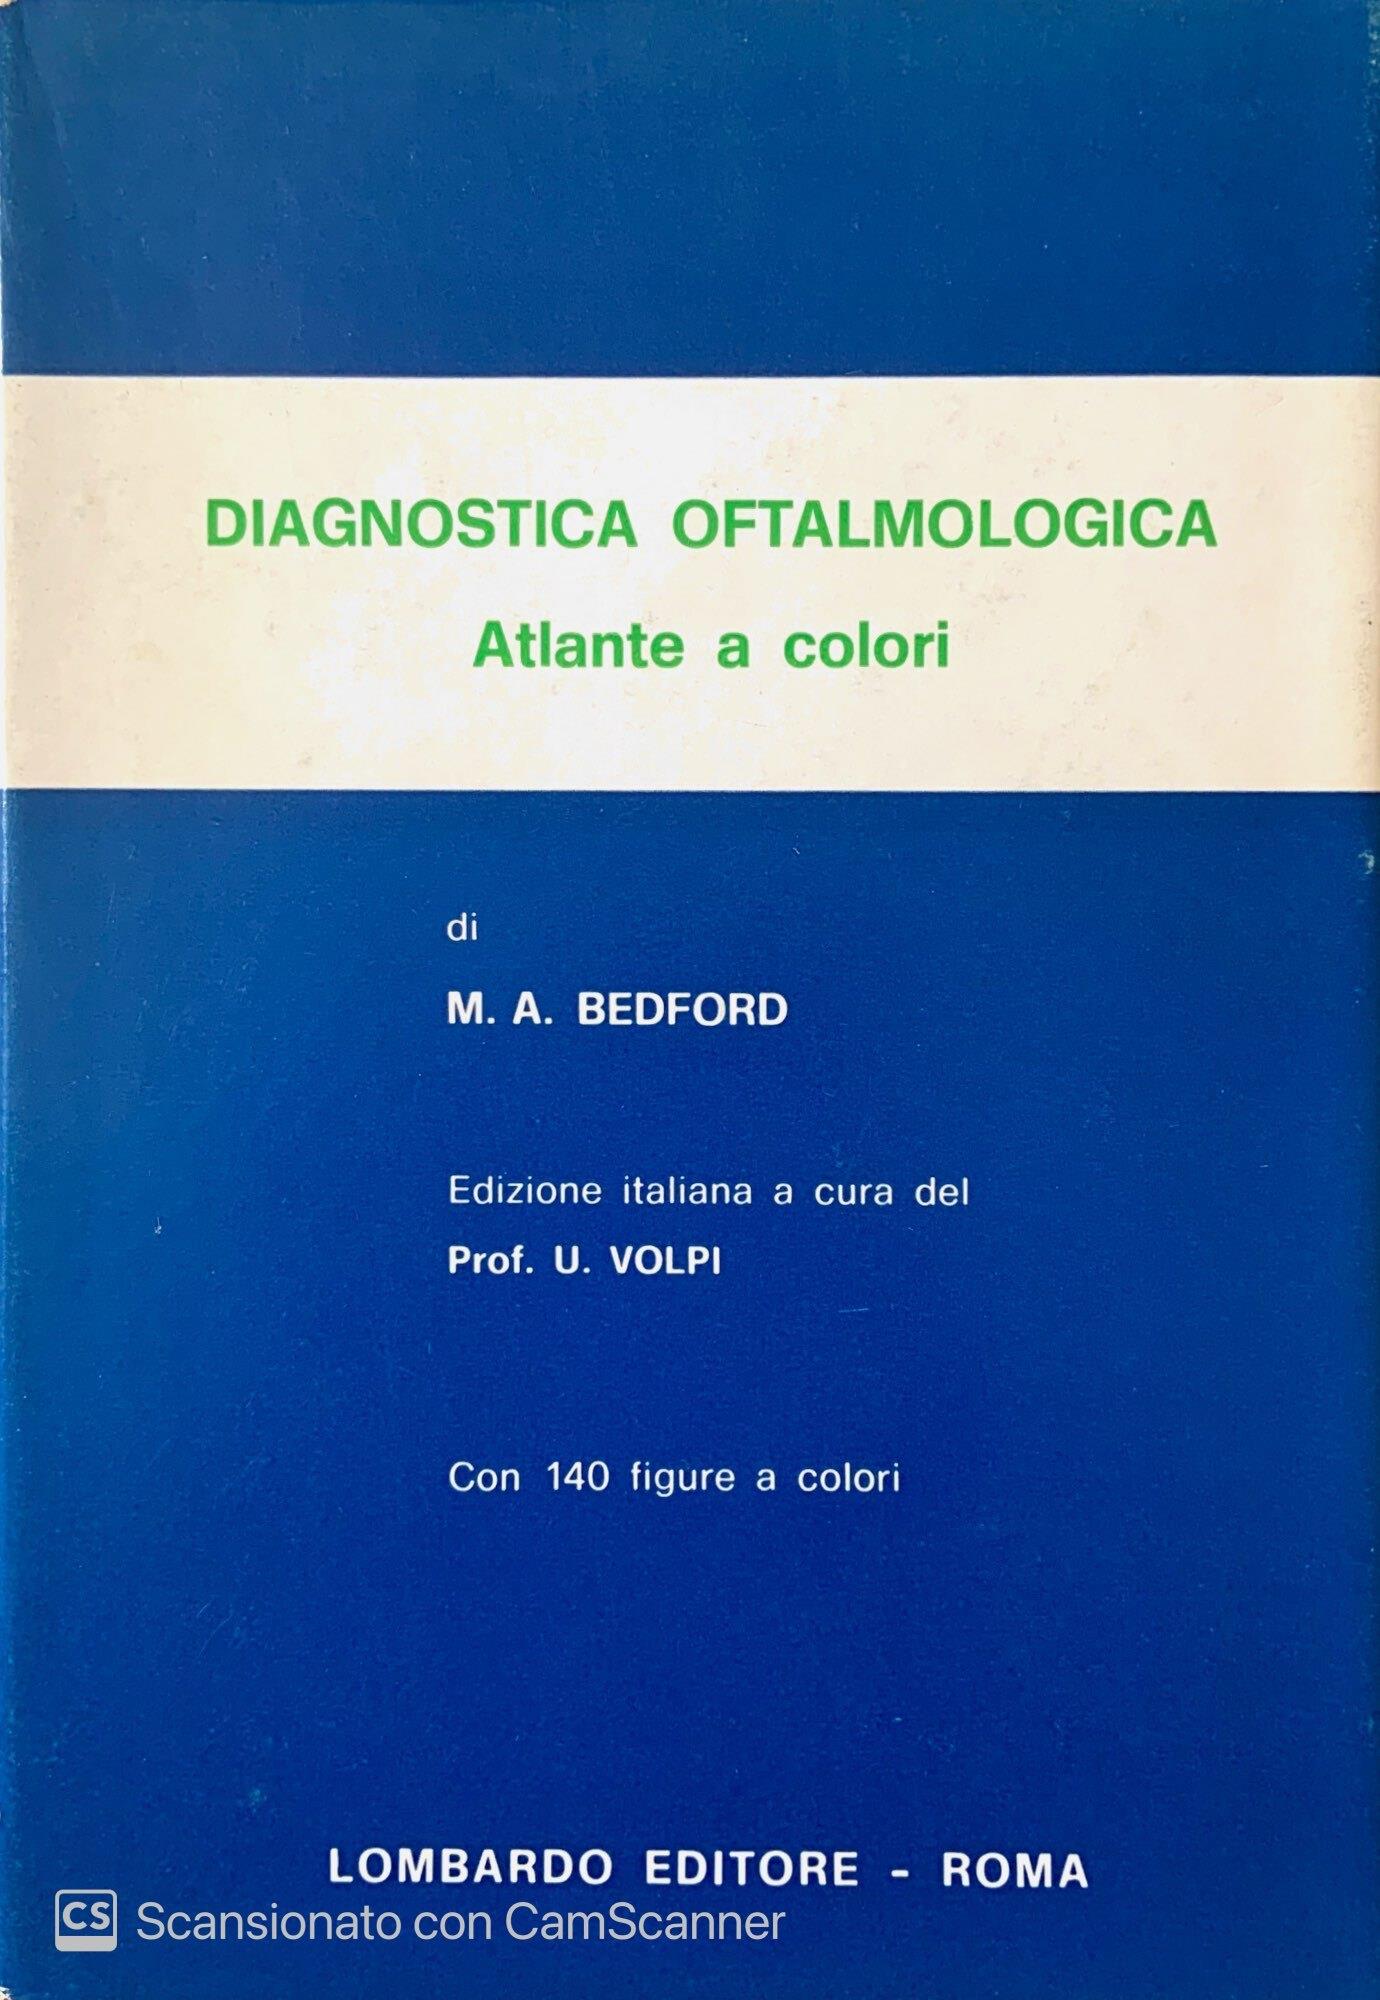 DIAGNOSTICA OFTALMOLOGICA
Atlante a colori
di
M. A. BEDFORD
Edizione italiana a cura del
Prof. U. VOLPI
Con 140 figure a colori
LOMBARDO EDITORE - ROMA
CS Scansionato con CamScanner